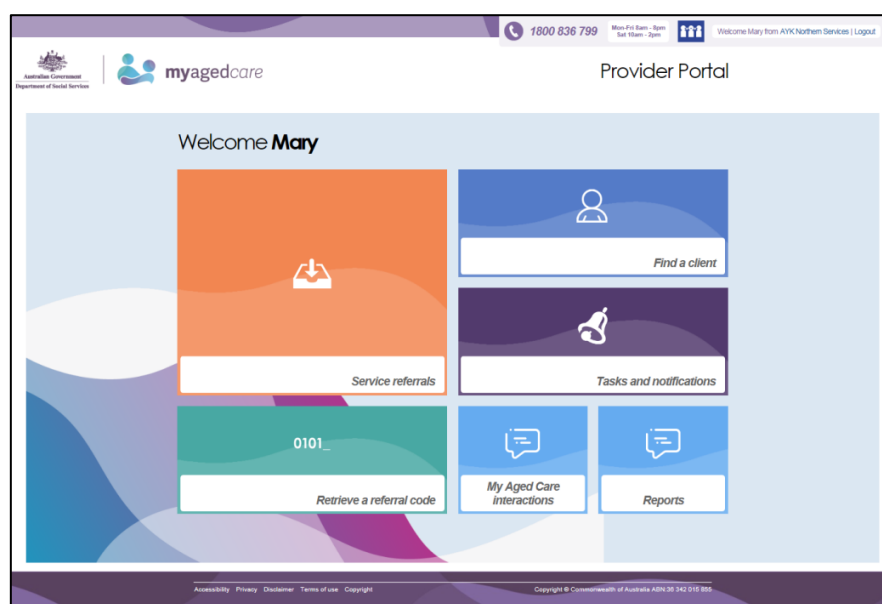 1800 836 799
Mon-Fri 8am - 8pm
Sat 10am - 2pm
Welcome Mary from AYK Northern Services | Logout
Australian Government
Department of Social Services
myagedcare
Provider Portal
Welcome Mary
Find a client
Service referrals
Tasks and notifications
0101_
Retrieve a referral code
My Aged Care
interactions
Reports
Accessibility Privacy Disclaimer Terms of use Copyright
Copyright © Commonwealth of Australia ABN:36 342 015 855